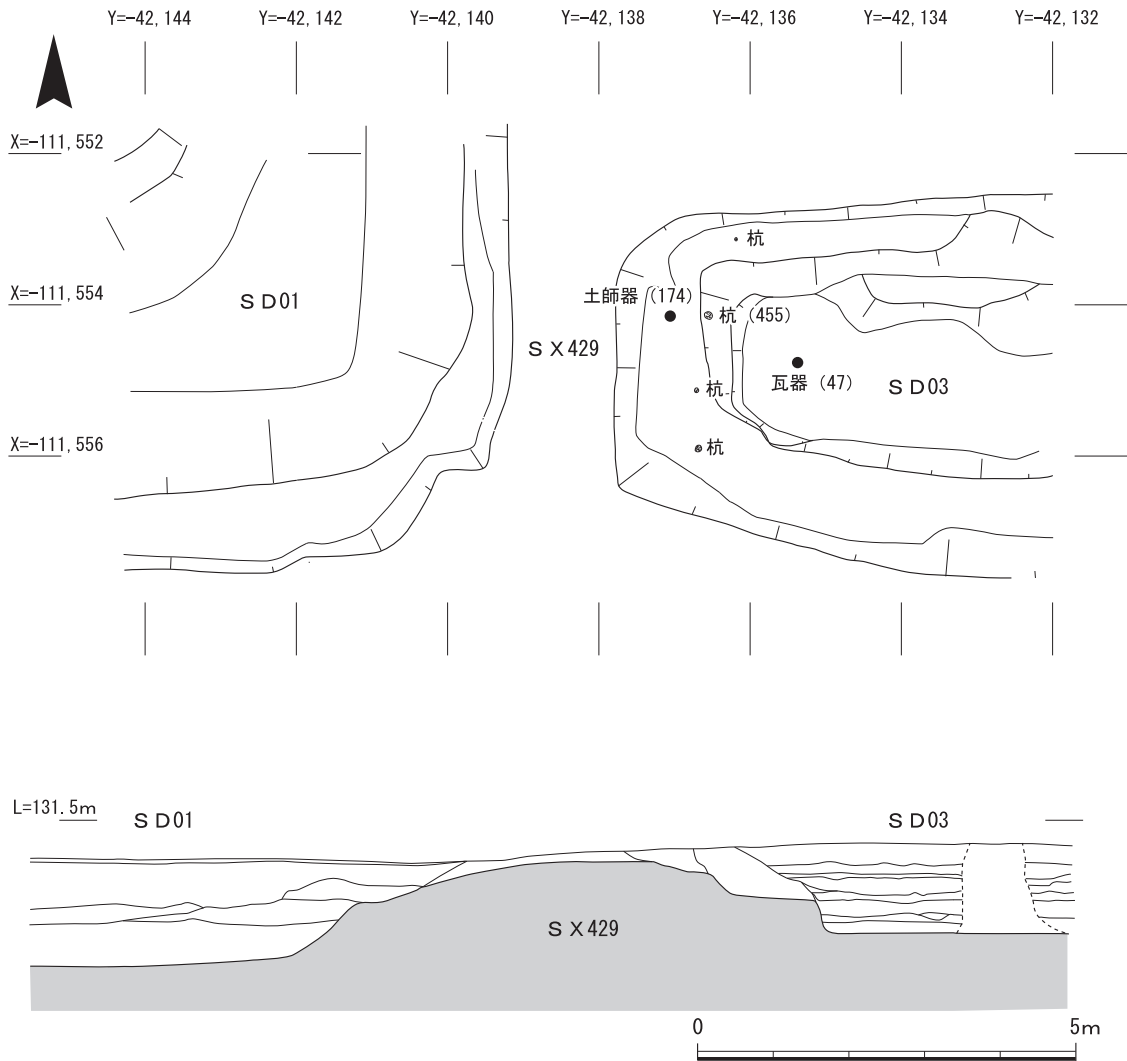 Y=-42,144 Y=-42,142 Y=-42,140 Y=-42,138 Y=-42,136 Y=-42,134 Y=-42,132
X=-111,552
杭
X=-111,554
SD01
土師器(174)
杭(455)
SX429
瓦器(47)
杭
SD03
X=-111,556
杭
L=131.5m
SD01
SD03
SX429
0 5m